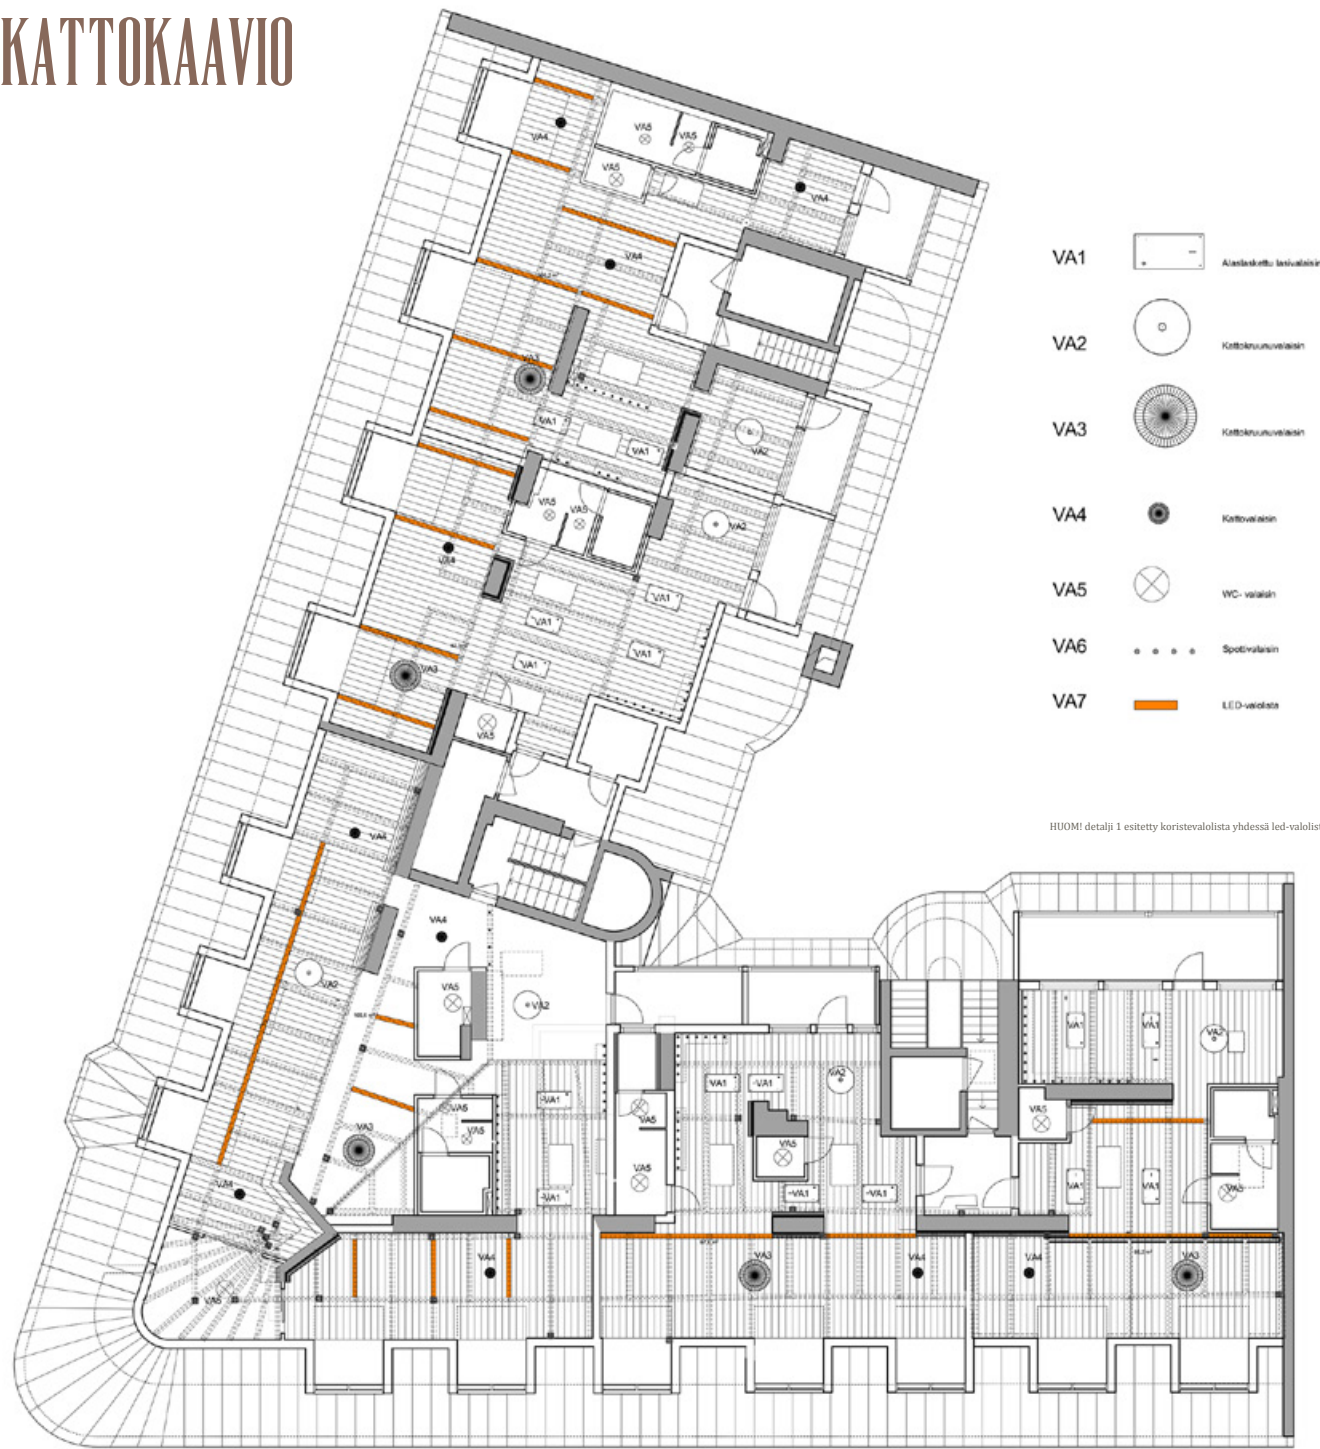 KATTOKAAVIO
VA1 Alaslaskettu lasivalaisin
VA2 Kattokruunuvalaisin
VA3 Kattokruunuvalaisin
VA4 Kattovalaisin
VA5 WC- valaisin
VA6 Spottivalaisin
VA7 LED-valolista
HUOM! detalji 1 esitetty koristevalolista yhdessä led-valolist
VA4
VA5
VA5
VA5
VA4
VA4
VA3
VA1
VA1
VA2
VA5
VA5
VA2
VA4
VA1
VA1
VA1
VA1
VA3
VA5
VA4
VA4
VA2
VA5
VA2
VA1
VA1
VA2
VA1
VA1
VA2
VA5
VA1
VA5
VA5
VA5
VA3
VA5
VA5
VA4
VA1
VA1
VA1
VA1
VA1
VA5
VA4
VA3
VA4
VA4
VA3
VA5